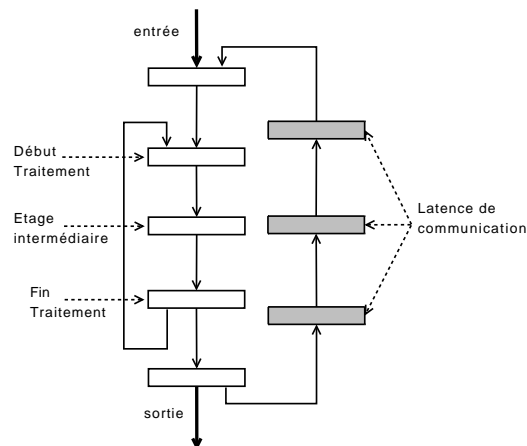 entrée
Début
Traitement
Etage
intermédiaire
Latence de
communication
Fin
Traitement
sortie